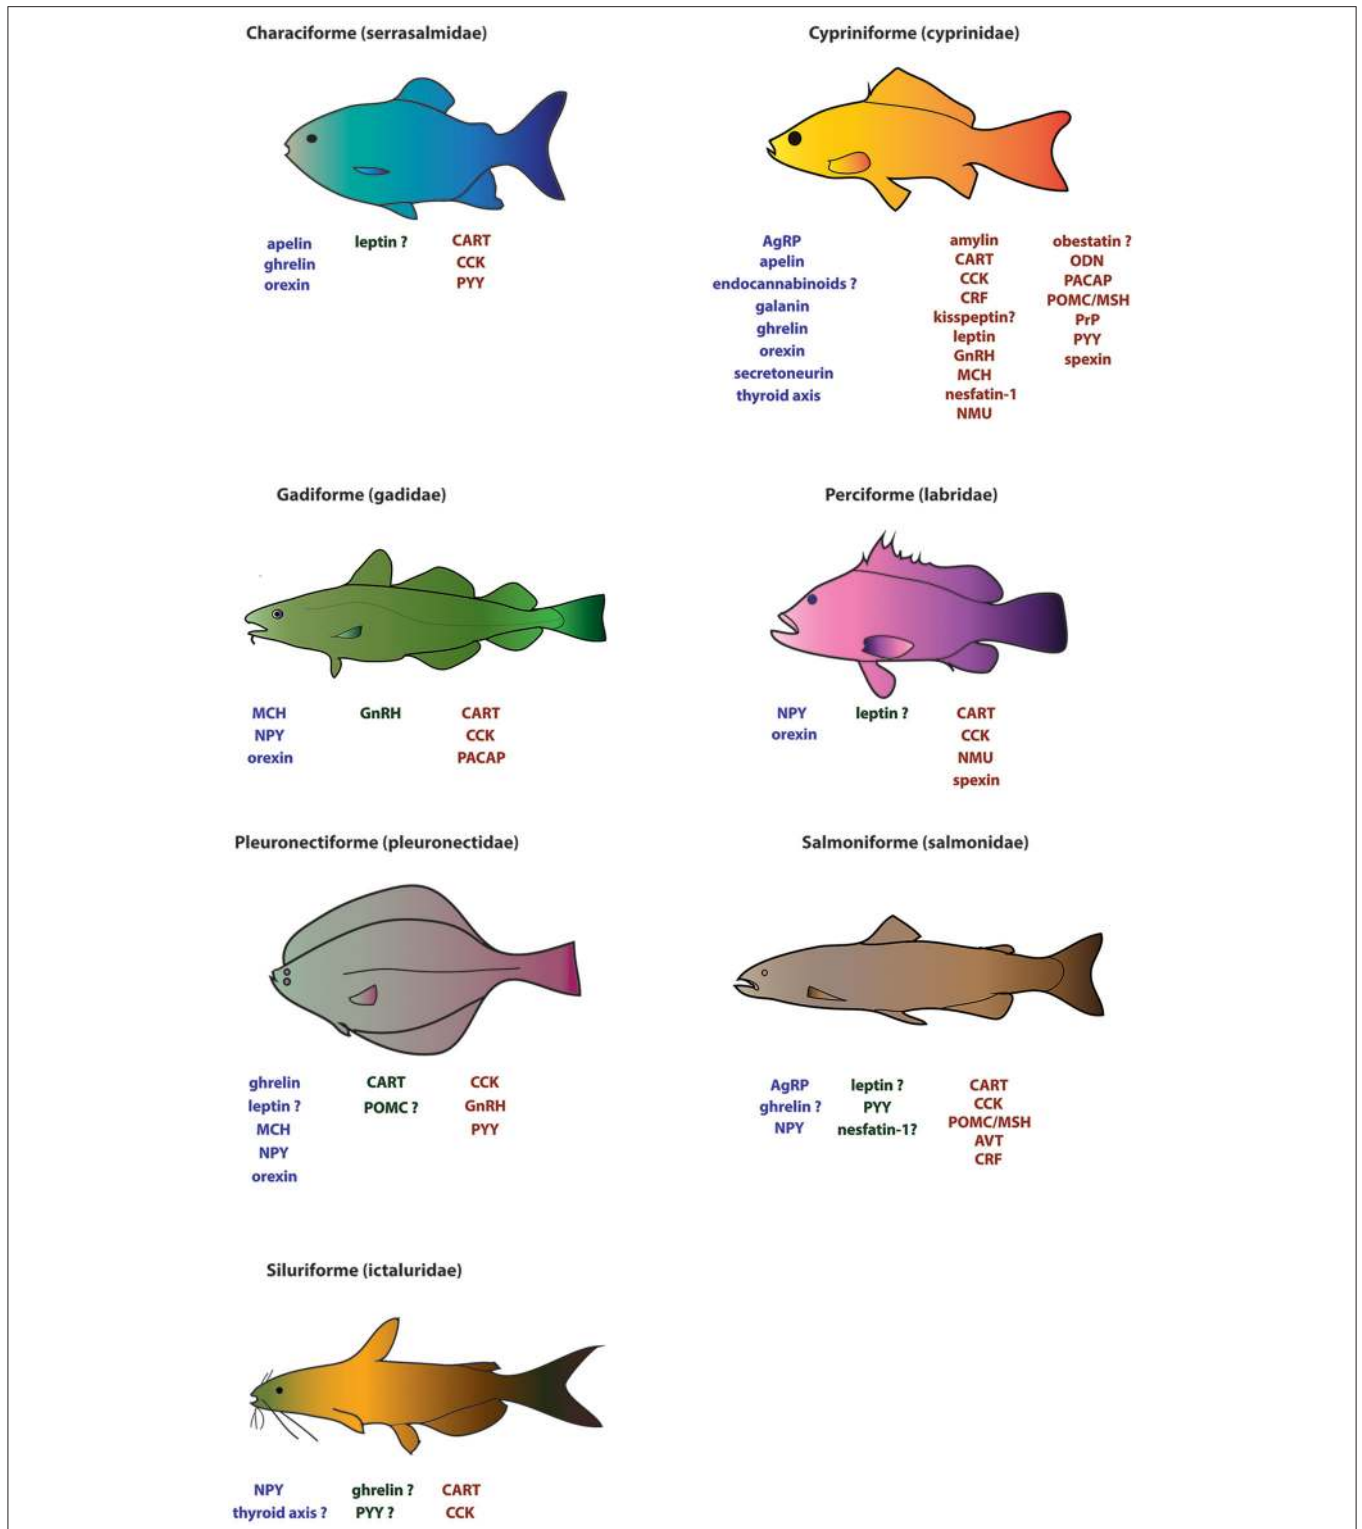 Characiforme (serrasalmidae)
apelin
ghrelin
orexin
leptin ?
CART
CCK
PYY
Cypriniforme (cyprinidae)
AgRP
apelin
endocannabinoids ?
galanin
ghrelin
orexin
secretoneurin
thyroid axis
amylin
CART
CCK
CRF
kisspeptin?
leptin
GnRH
MCH
nesfatin-1
NMU
obestatin ?
ODN
PACAP
POMC/MSH
PrP
PYY
spexin
Gadiforme (gadidae)
MCH
NPY
orexin
GnRH
CART
CCK
PACAP
Perciforme (labridae)
NPY
orexin
leptin ?
CART
CCK
NMU
spexin
Pleuronectiforme (pleuronectidae)
ghrelin
leptin ?
MCH
NPY
orexin
CART
POMC ?
CCK
GnRH
PYY
Salmoniforme (salmonidae)
AgRP
ghrelin ?
NPY
leptin ?
PYY
nesfatin-1?
CART
CCK
POMC/MSH
AVT
CRF
Siluriforme (ictaluridae)
NPY
thyroid axis ?
ghrelin ?
PYY ?
CART
CCK